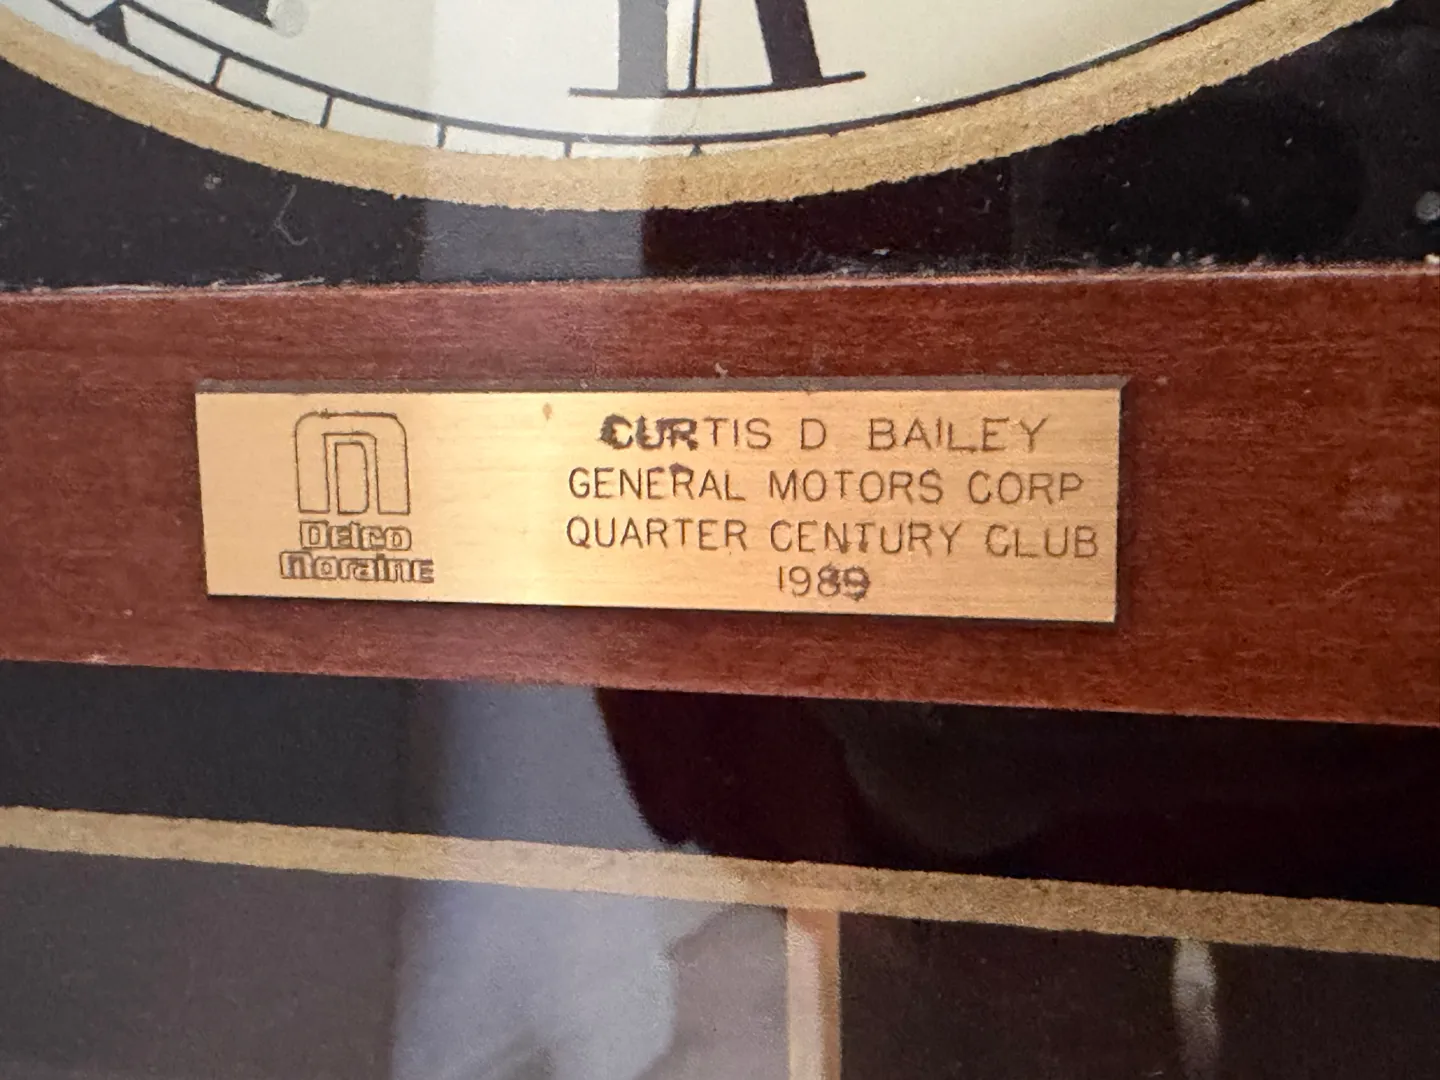 CURTIS D BAILEY
GENERAL MOTORS CORP
QUARTER CENTURY CLUB
1989
Delco
Moraine